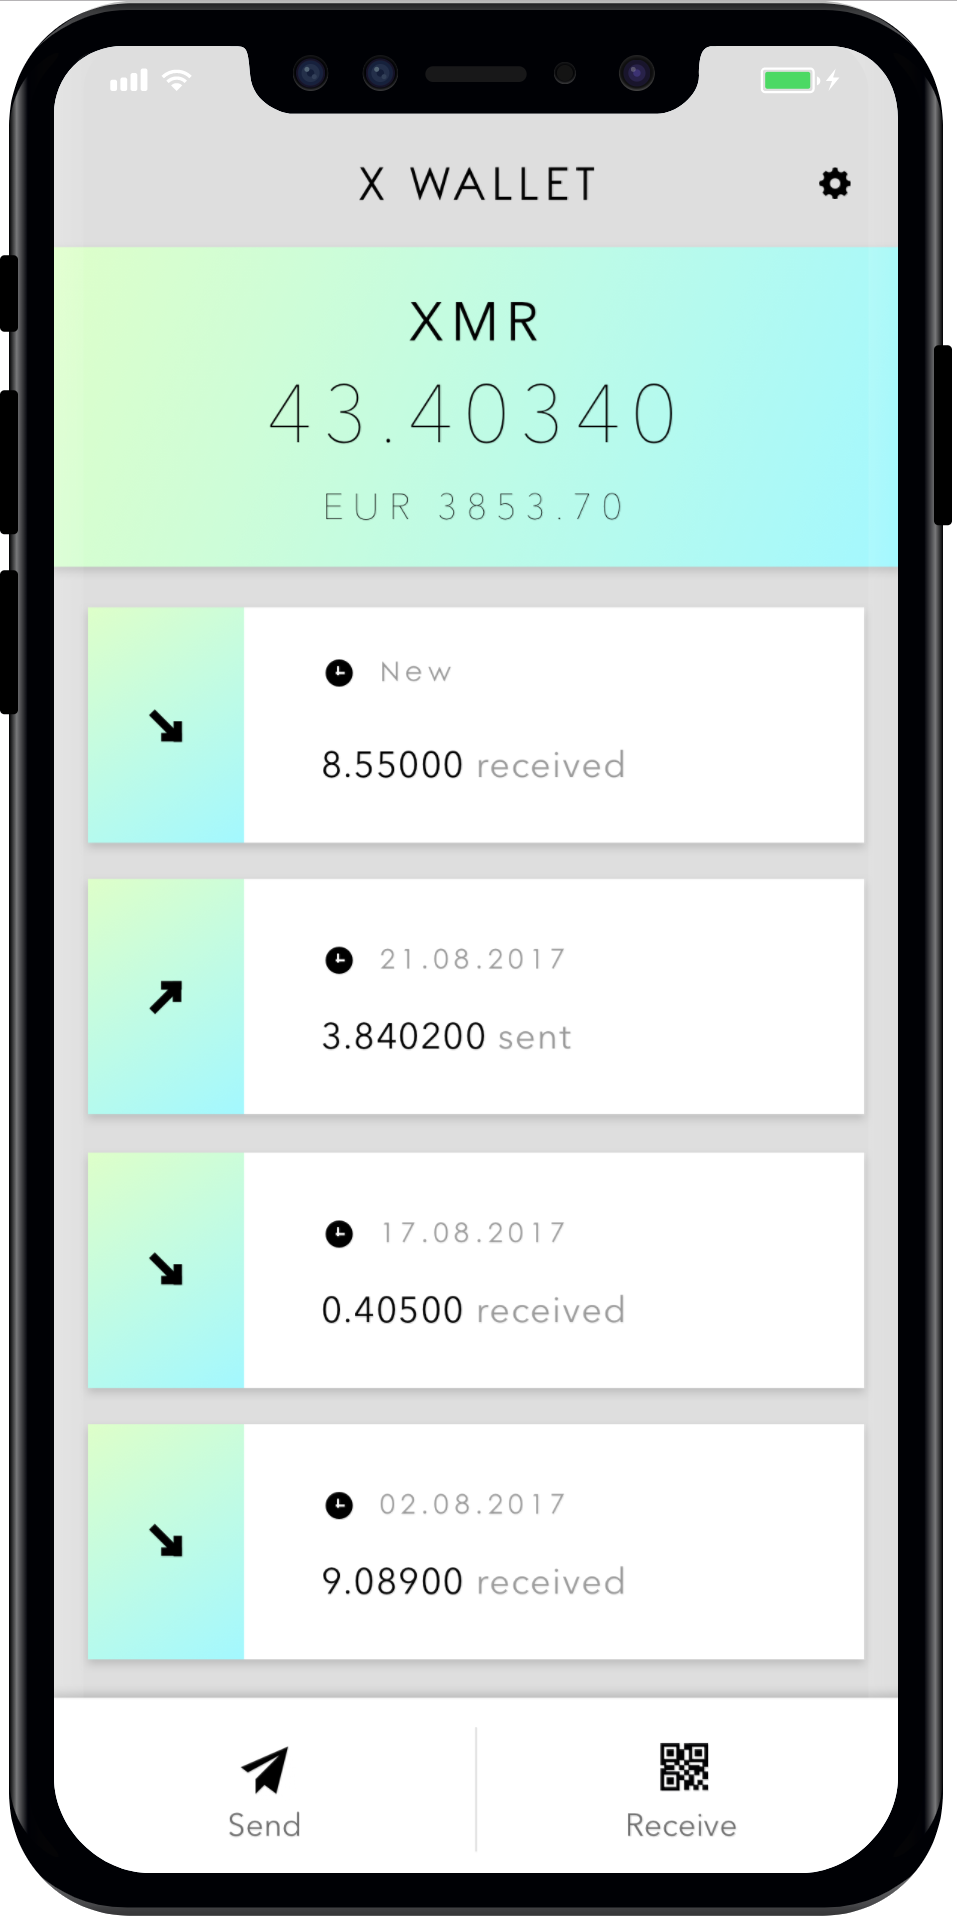 X WALLET
XMR
43.40340
EUR 3853.70
New
8.55000 received
21.08.2017
3.840200 sent
17.08.2017
0.40500 received
02.08.2017
9.08900 received
Send
Receive